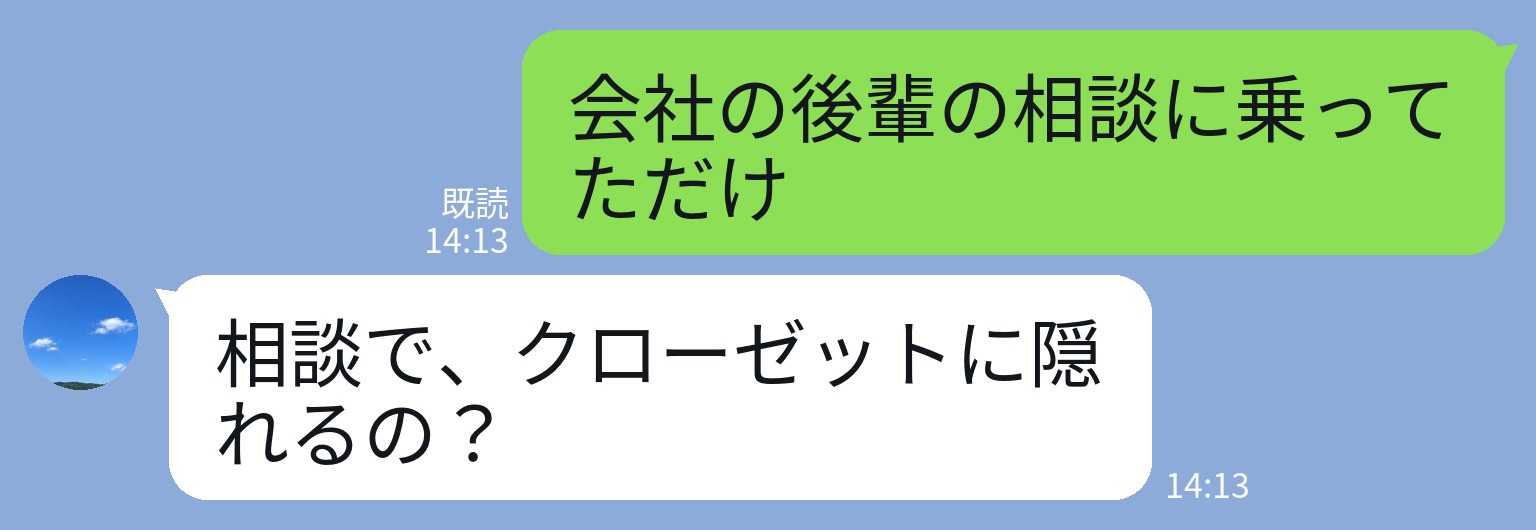 会社の後輩の相談に乗って
ただけ
既読
14:13
相談で、クローゼットに隠
れるの？
14:13